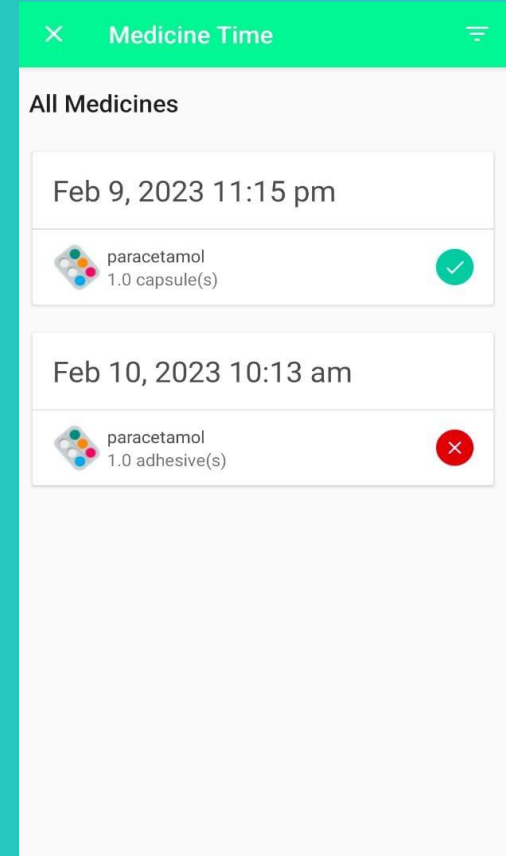 Medicine Time
All Medicines
Feb 9, 2023 11:15 pm
paracetamol
1.0 capsule(s)
Feb 10, 2023 10:13 am
paracetamol
1.0 adhesive(s)